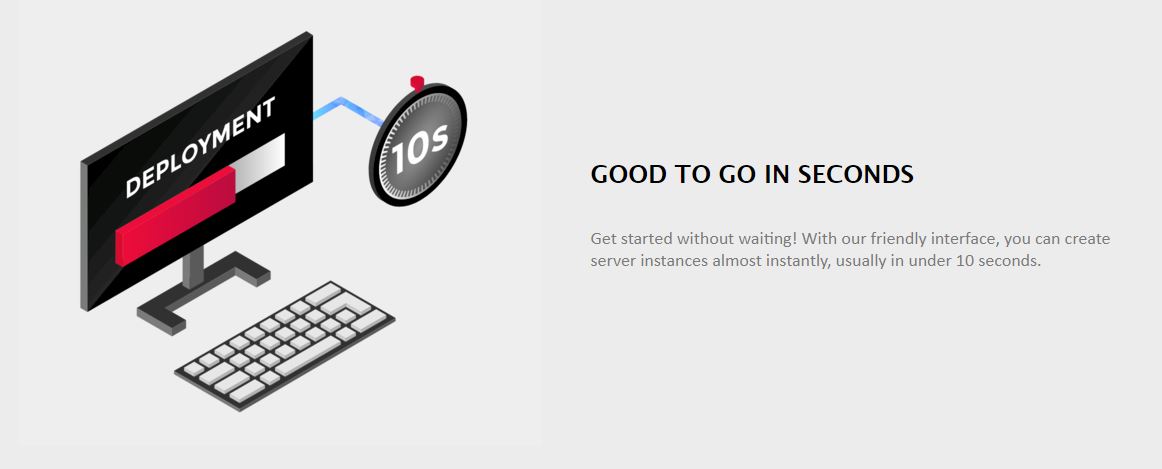 DEPLOYMENT
10s
GOOD TO GO IN SECONDS
Get started without waiting! With our friendly interface, you can create
server instances almost instantly, usually in under 10 seconds.